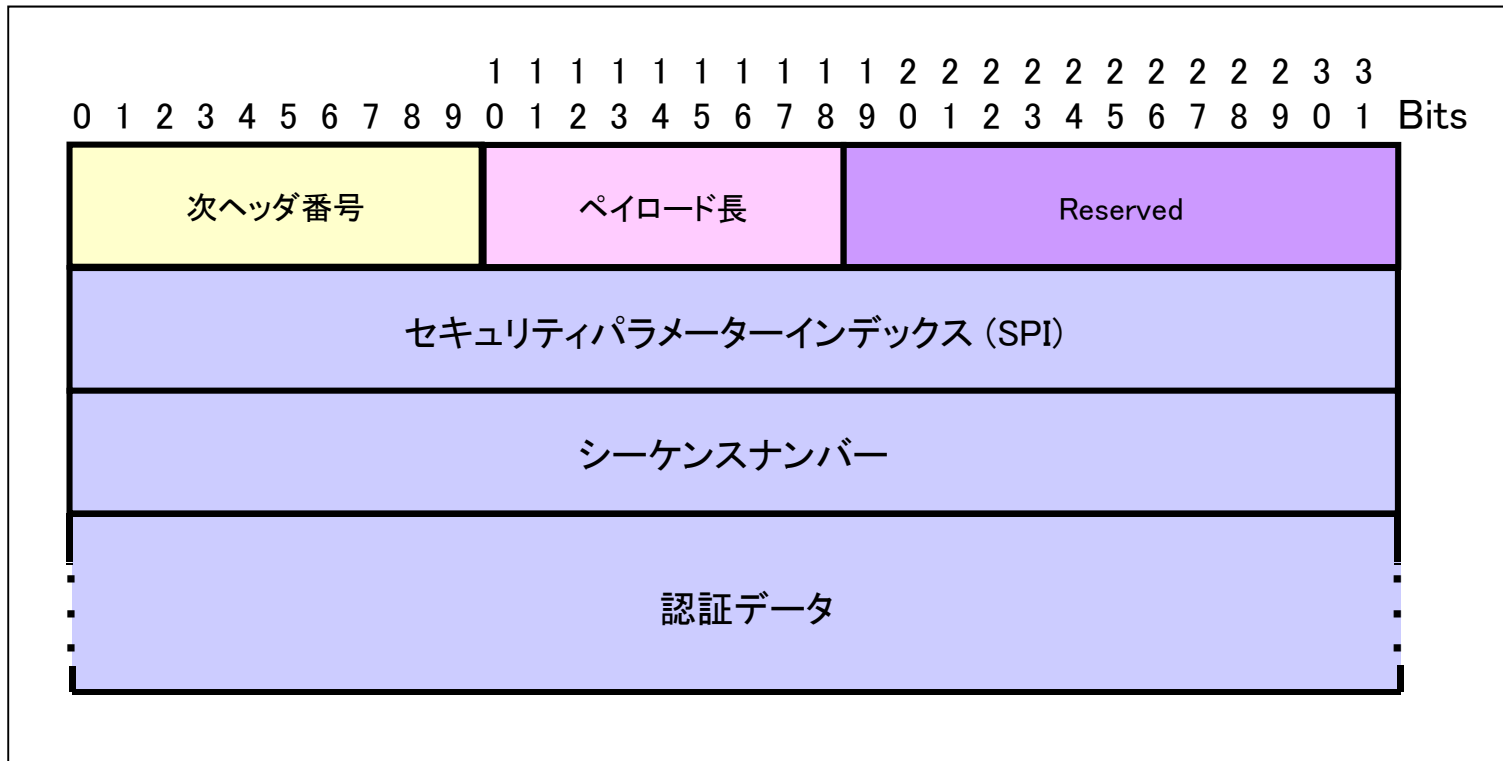 1 1 1 1 1 1 1 1 1 1 2 2 2 2 2 2 2 2 2 2 3 3
0 1 2 3 4 5 6 7 8 9 0 1 2 3 4 5 6 7 8 9 0 1 2 3 4 5 6 7 8 9 0 1 Bits
次ヘッダ番号 ペイロード長 Reserved
セキュリティパラメーターインデックス (SPI)
シーケンスナンバー
認証データ